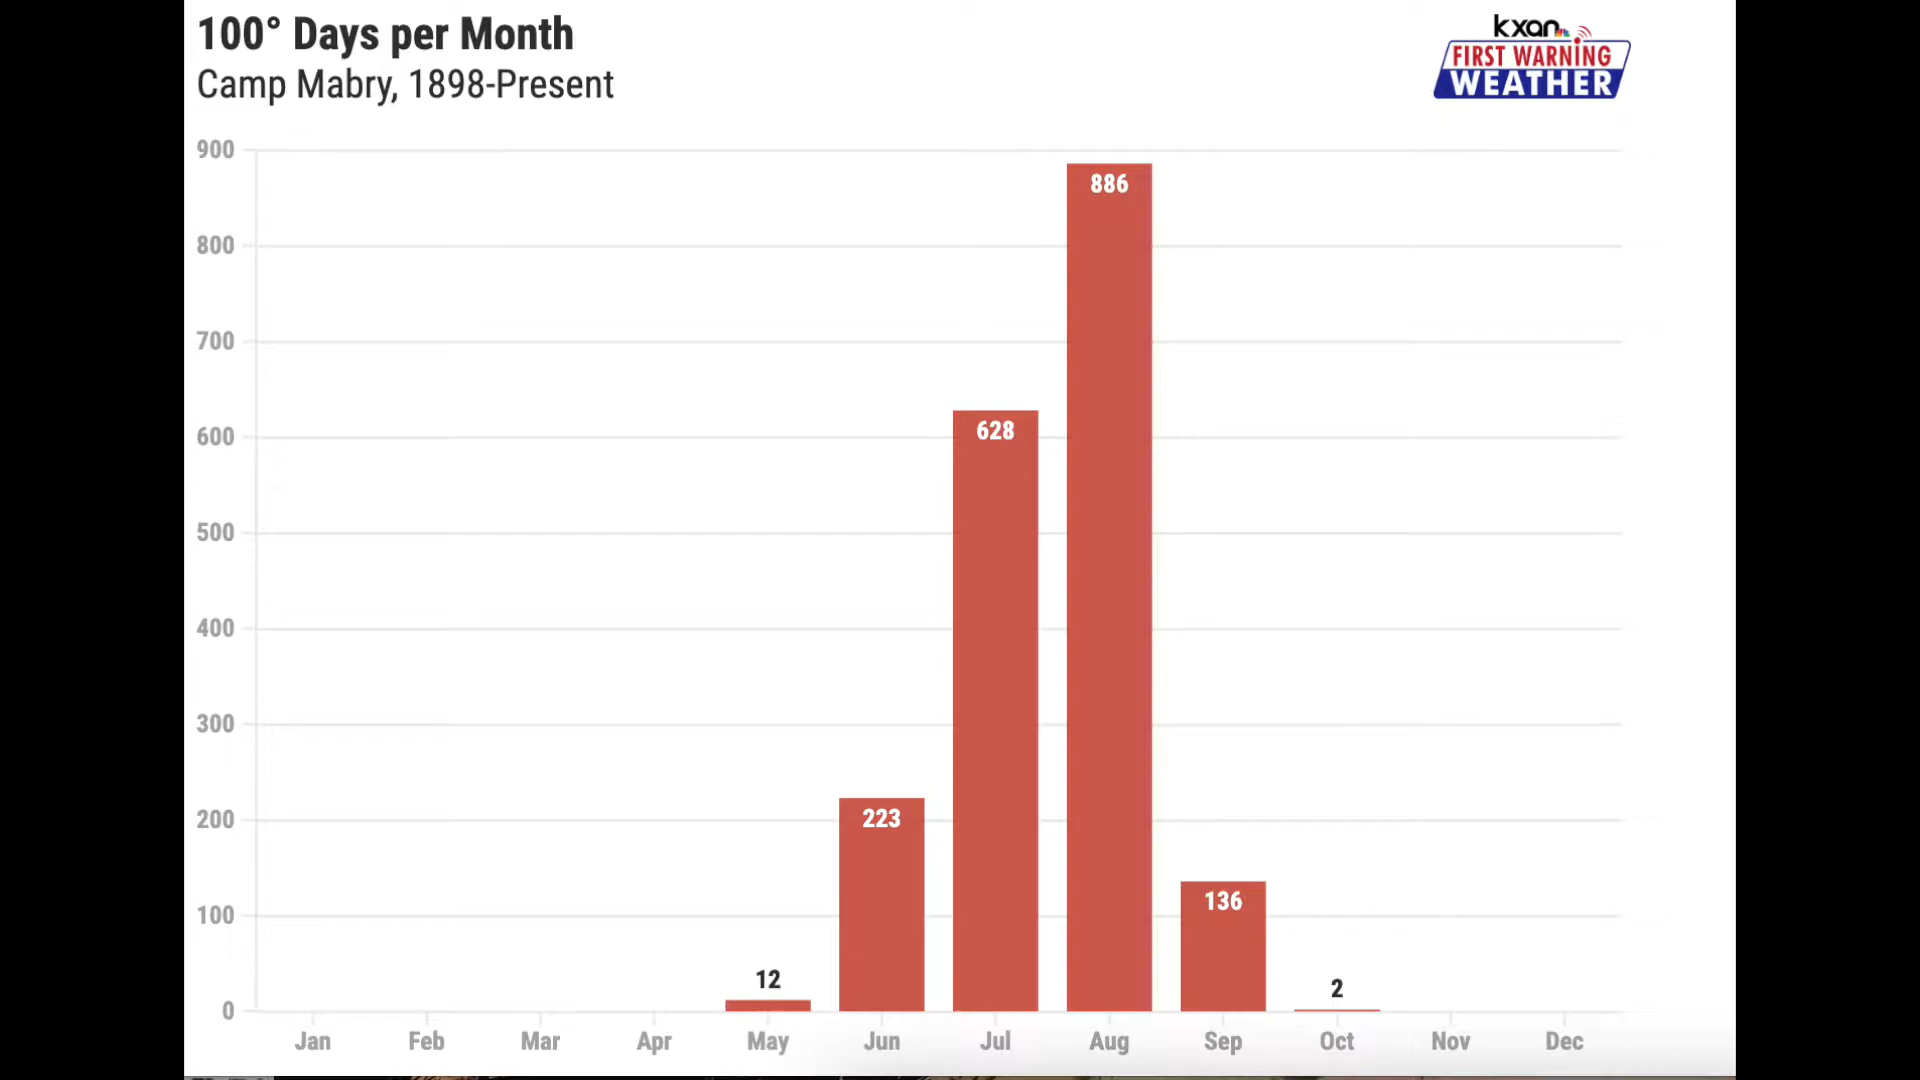 100° Days per Month
Camp Mabry, 1898-Present
kxan
FIRST WARNING
WEATHER
900
800
700
600
500
400
300
200
100
0
12
223
628
886
136
2
Jan Feb Mar Apr May Jun Jul Aug Sep Oct Nov Dec